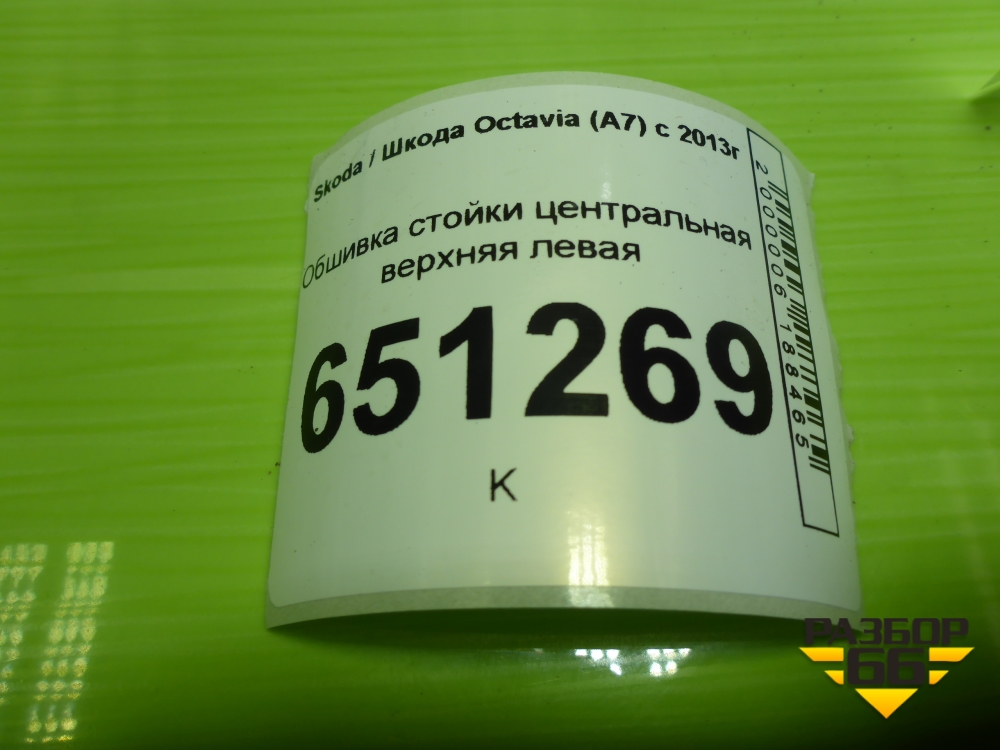 Skoda / Шкода Octavia (A7) с 2013г
Обшивка стойки центральная
верхняя левая
651269
К
2000006188465
РАЗБОР
66